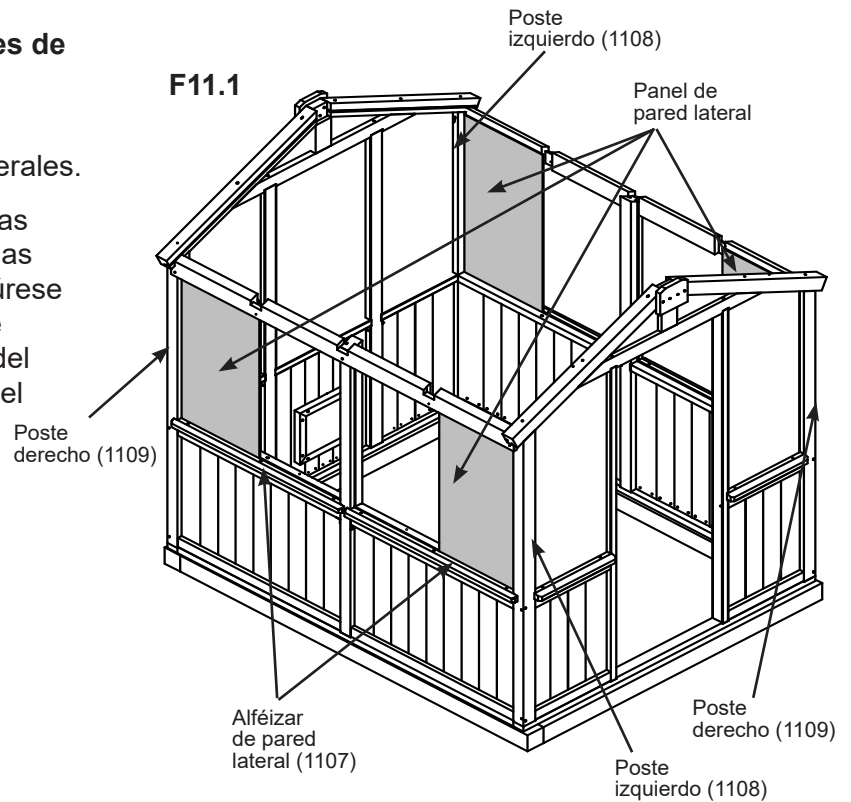 es de
F11.1
erales.
as
as
úrese
e
del
el
Poste
izquierdo (1108)
Panel de
pared lateral
Poste
derecho (1109)
Alféizar
de pared
lateral (1107)
Poste
derecho (1109)
Poste
izquierdo (1108)